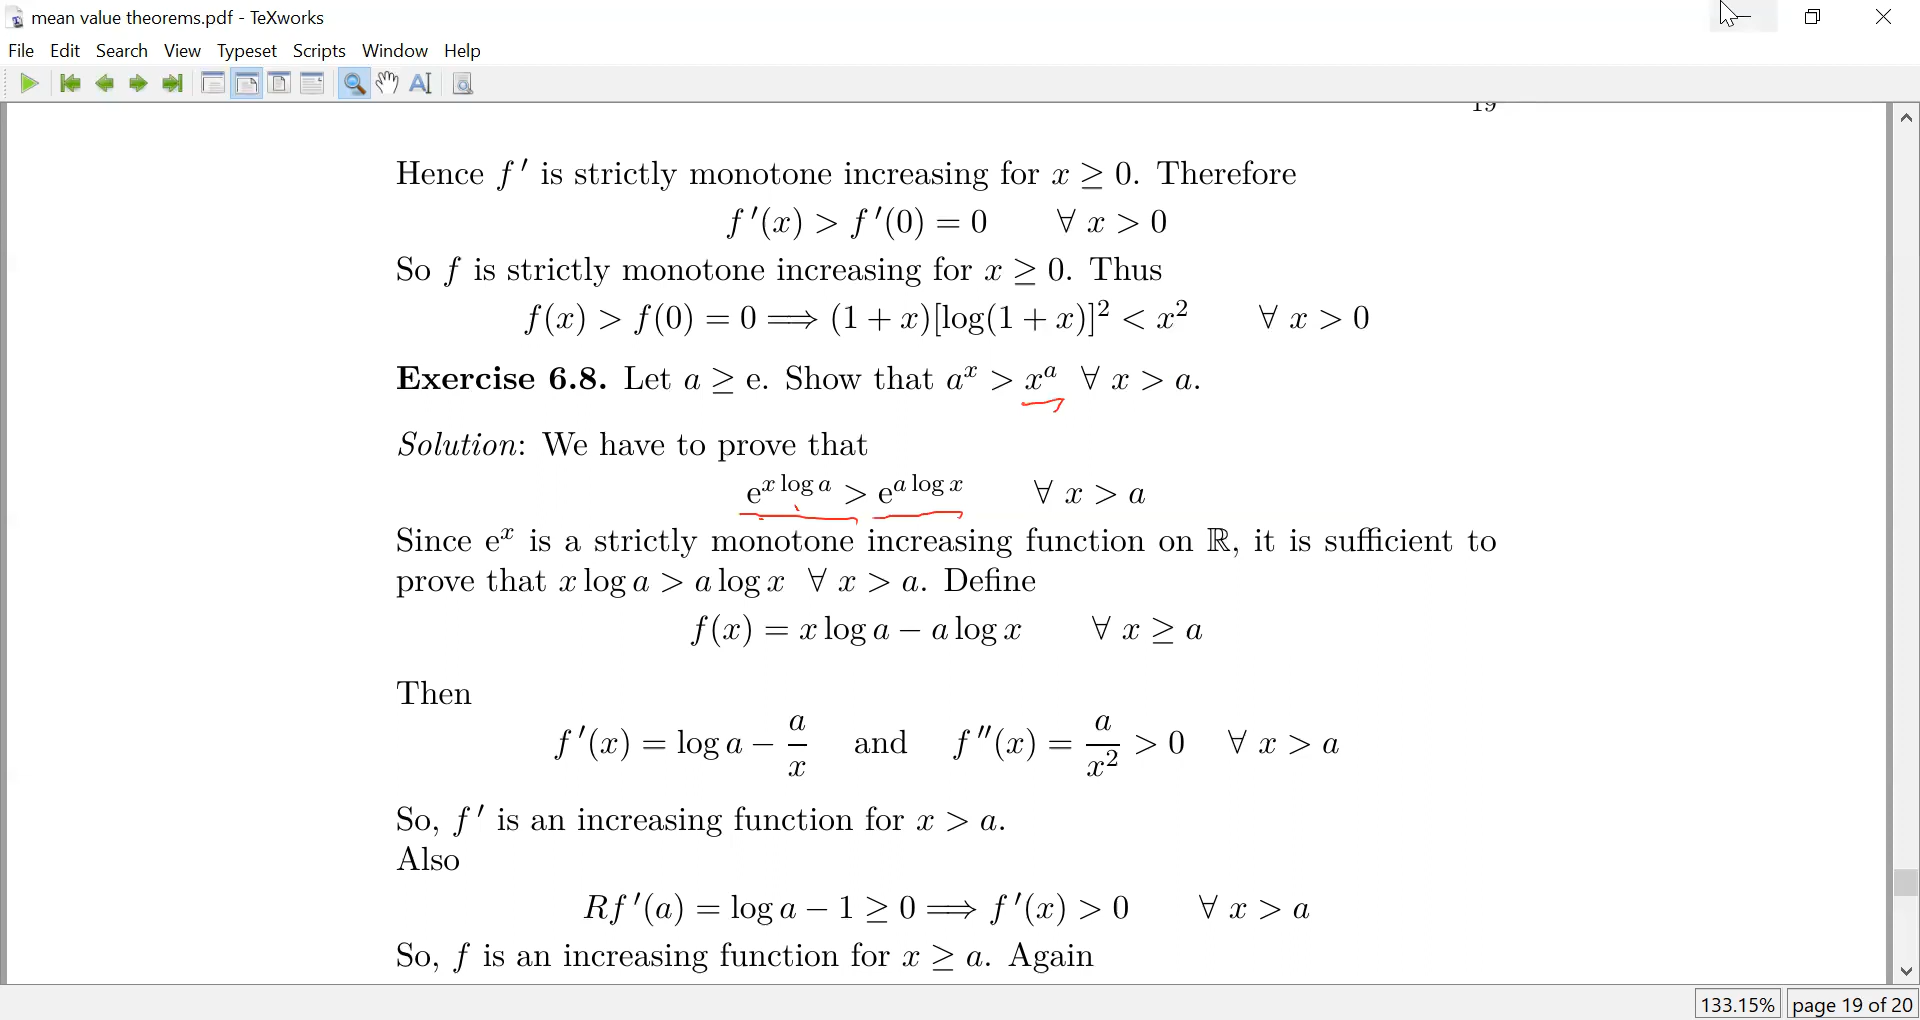 mean value theorems.pdf - TeXworks
File Edit Search View Typeset Scripts Window Help
19
Hence f′ is strictly monotone increasing for x ≥ 0. Therefore
f′(x) > f′(0) = 0 ∀ x > 0
So f is strictly monotone increasing for x ≥ 0. Thus
f(x) > f(0) = 0 ⟹ (1 + x)[log(1 + x)]² < x² ∀ x > 0
Exercise 6.8. Let a ≥ e. Show that aˣ > xᵃ ∀ x > a.
Solution: We have to prove that
e^{x log a} > e^{a log x} ∀ x > a
Since eˣ is a strictly monotone increasing function on ℝ, it is sufficient to
prove that x log a > a log x ∀ x > a. Define
f(x) = x log a − a log x ∀ x ≥ a
Then
f′(x) = log a − a/x and f″(x) = a/x² > 0 ∀ x > a
So, f′ is an increasing function for x > a.
Also
Rf′(a) = log a − 1 ≥ 0 ⟹ f′(x) > 0 ∀ x > a
So, f is an increasing function for x ≥ a. Again
133.15% page 19 of 20